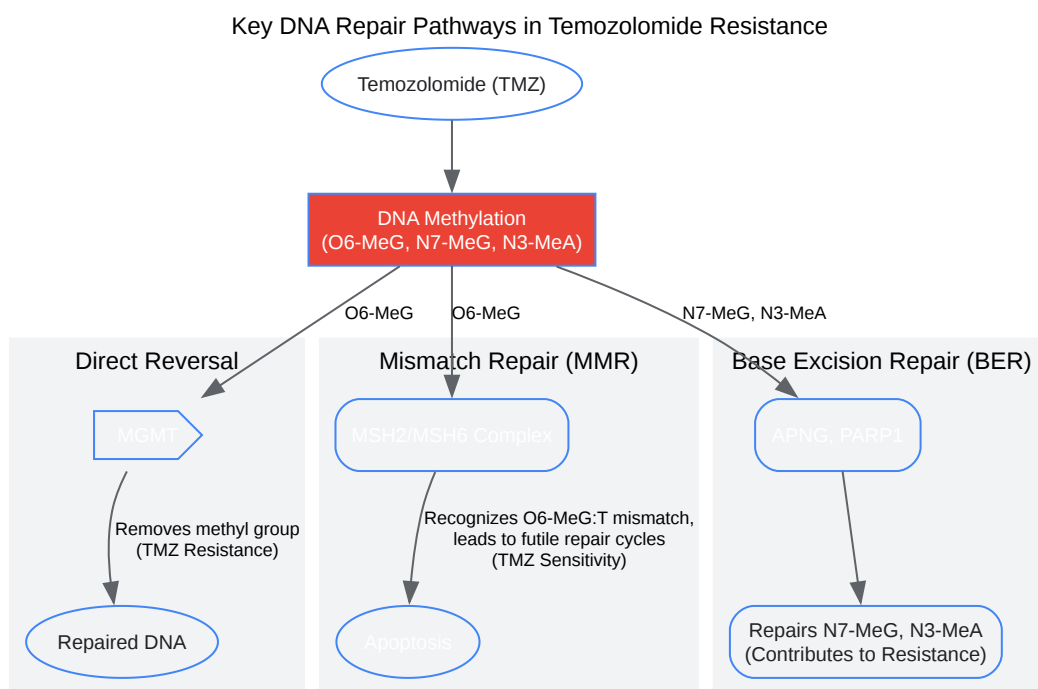 Key DNA Repair Pathways in Temozolomide Resistance
Temozolomide (TMZ)
DNA Methylation
(O6-MeG, N7-MeG, N3-MeA)
O6-MeG
O6-MeG
N7-MeG, N3-MeA
Direct Reversal
Mismatch Repair (MMR)
Base Excision Repair (BER)
MGMT
MSH2/MSH6 Complex
APNG, PARP1
Removes methyl group
(TMZ Resistance)
Recognizes O6-MeG:T mismatch,
leads to futile repair cycles
(TMZ Sensitivity)
Repaired DNA
Apoptosis
Repairs N7-MeG, N3-MeA
(Contributes to Resistance)